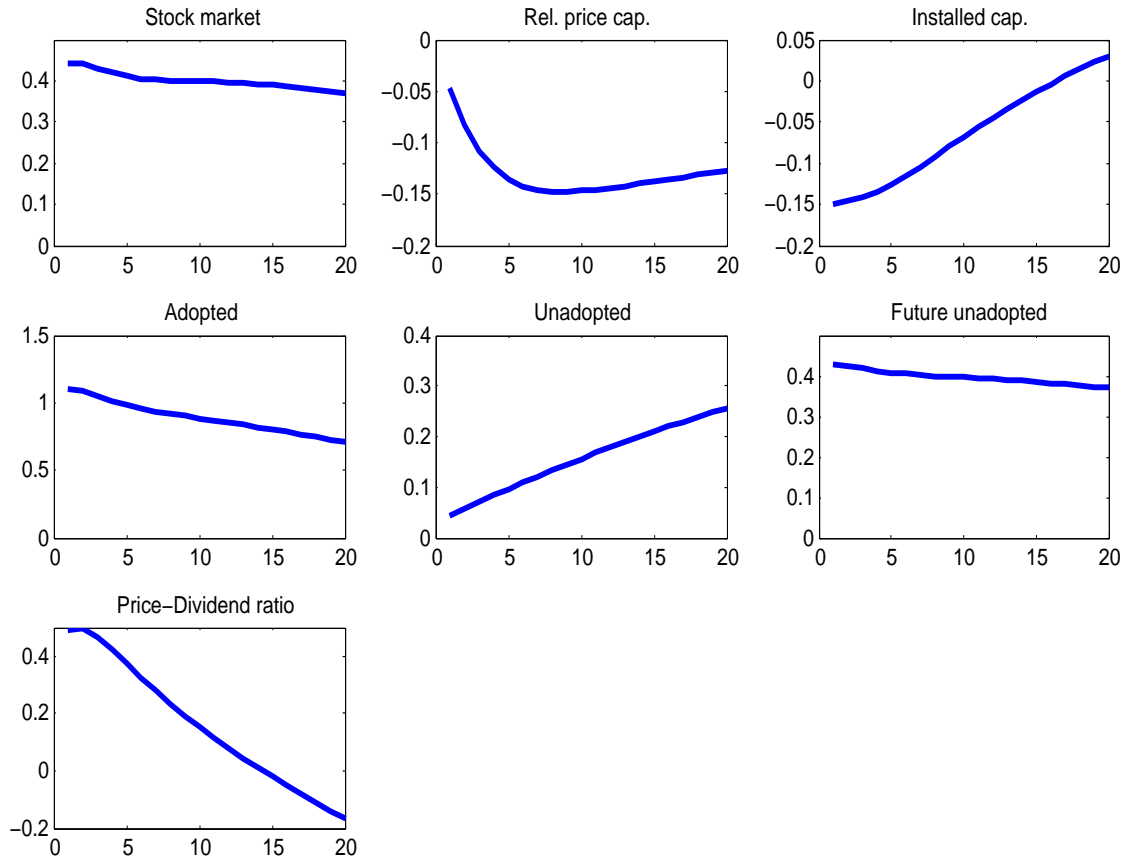 Stock market
0.4
0.3
0.2
0.1
0
0 5 10 15 20
Rel. price cap.
0
−0.05
−0.1
−0.15
−0.2
0 5 10 15 20
Installed cap.
0.05
0
−0.05
−0.1
−0.15
−0.2
0 5 10 15 20
Adopted
1.5
1
0.5
0
0 5 10 15 20
Unadopted
0.4
0.3
0.2
0.1
0
0 5 10 15 20
Future unadopted
0.4
0.3
0.2
0.1
0
0 5 10 15 20
Price−Dividend ratio
0.4
0.2
0
−0.2
0 5 10 15 20